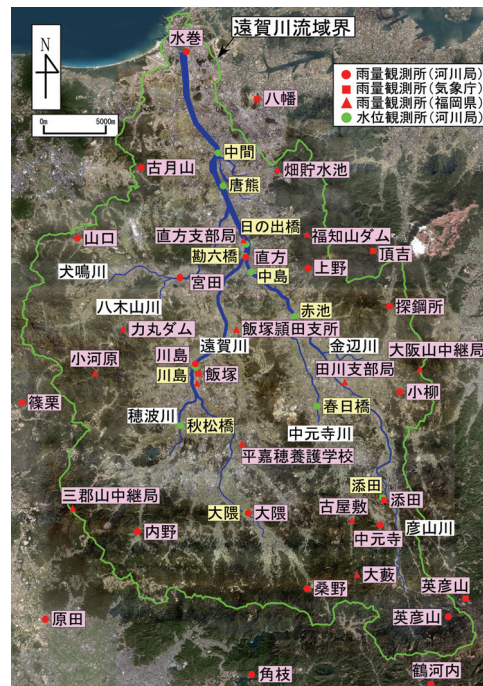 水巻
遠賀川流域界
N
雨量観測所(河川局)
雨量観測所(気象庁)
雨量観測所(福岡県)
水位観測所(河川局)
八幡
0m 5000m
中間
古月山
畑貯水池
唐熊
日の出橋
山口
直方支部局
福知山ダム
勘六橋
直方
頂吉
犬鳴川
中島
上野
宮田
八木山川
探鋼所
赤池
力丸ダム
飯塚頴田支所
遠賀川
金辺川
川島
大阪山中継局
小河原
川島
飯塚
田川支部局
小柳
篠栗
穂波川
春日橋
秋松橋
中元寺川
平嘉穂養護学校
添田
三郡山中継局
大隈
大隈
古屋敷
添田
内野
中元寺
彦山川
大藪
桑野
英彦山
原田
英彦山
角枝
鶴河内